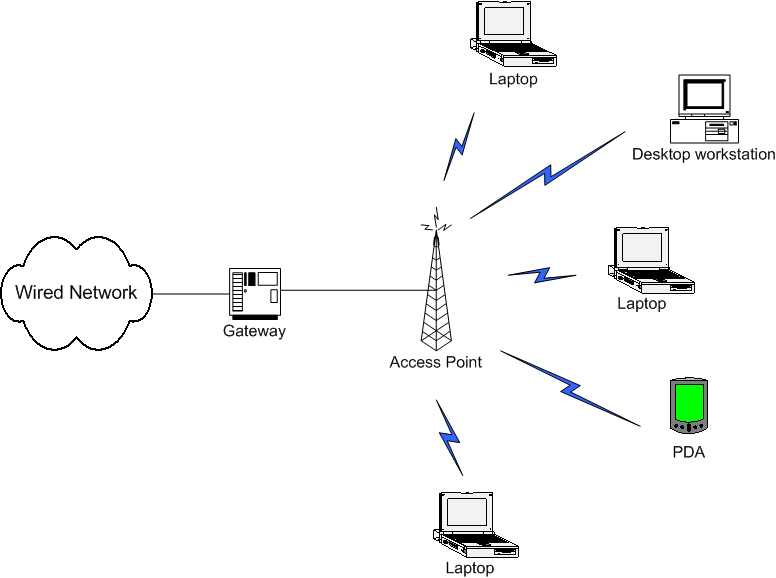 Laptop
Desktop workstation
Wired Network
Gateway
Laptop
Access Point
PDA
Laptop